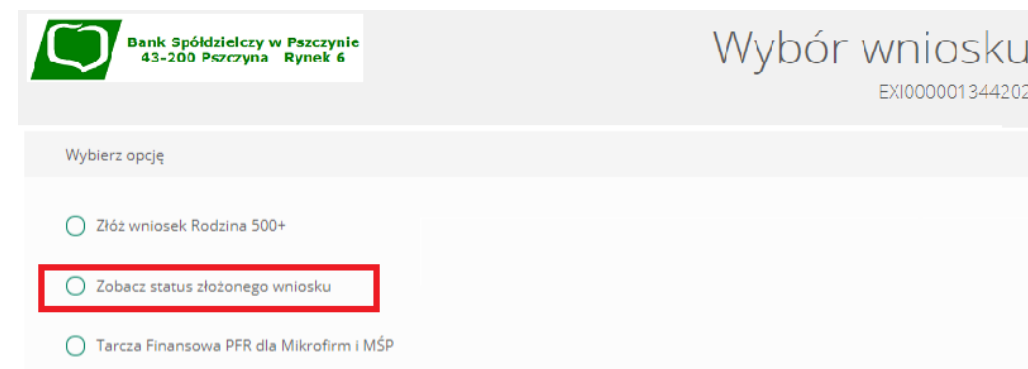 Bank Spółdzielczy w Pszczynie
43-200 Pszczyna Rynek 6
Wybór wniosku
EXI000001344202
Wybierz opcję
Złóż wniosek Rodzina 500+
Zobacz status złożonego wniosku
Tarcza Finansowa PFR dla Mikrofirm i MŚP